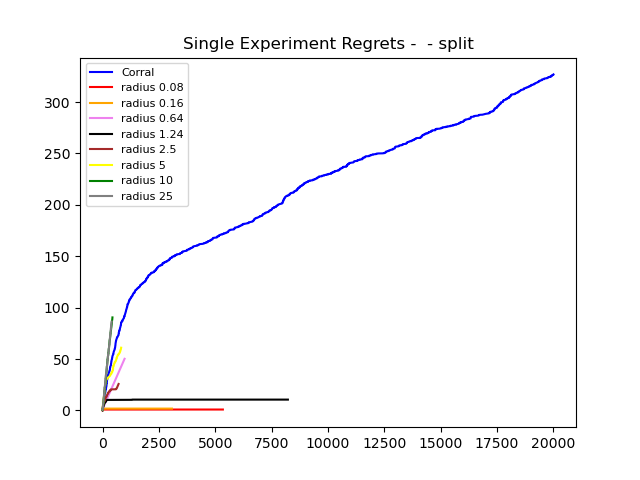 Single Experiment Regrets -  - split
Corral
radius 0.08
radius 0.16
radius 0.64
radius 1.24
radius 2.5
radius 5
radius 10
radius 25
300
250
200
150
100
50
0
0 2500 5000 7500 10000 12500 15000 17500 20000